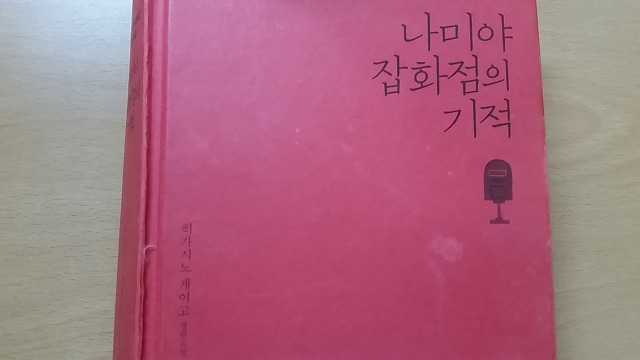 나미야
잡화점의
기적
히가시노 게이고